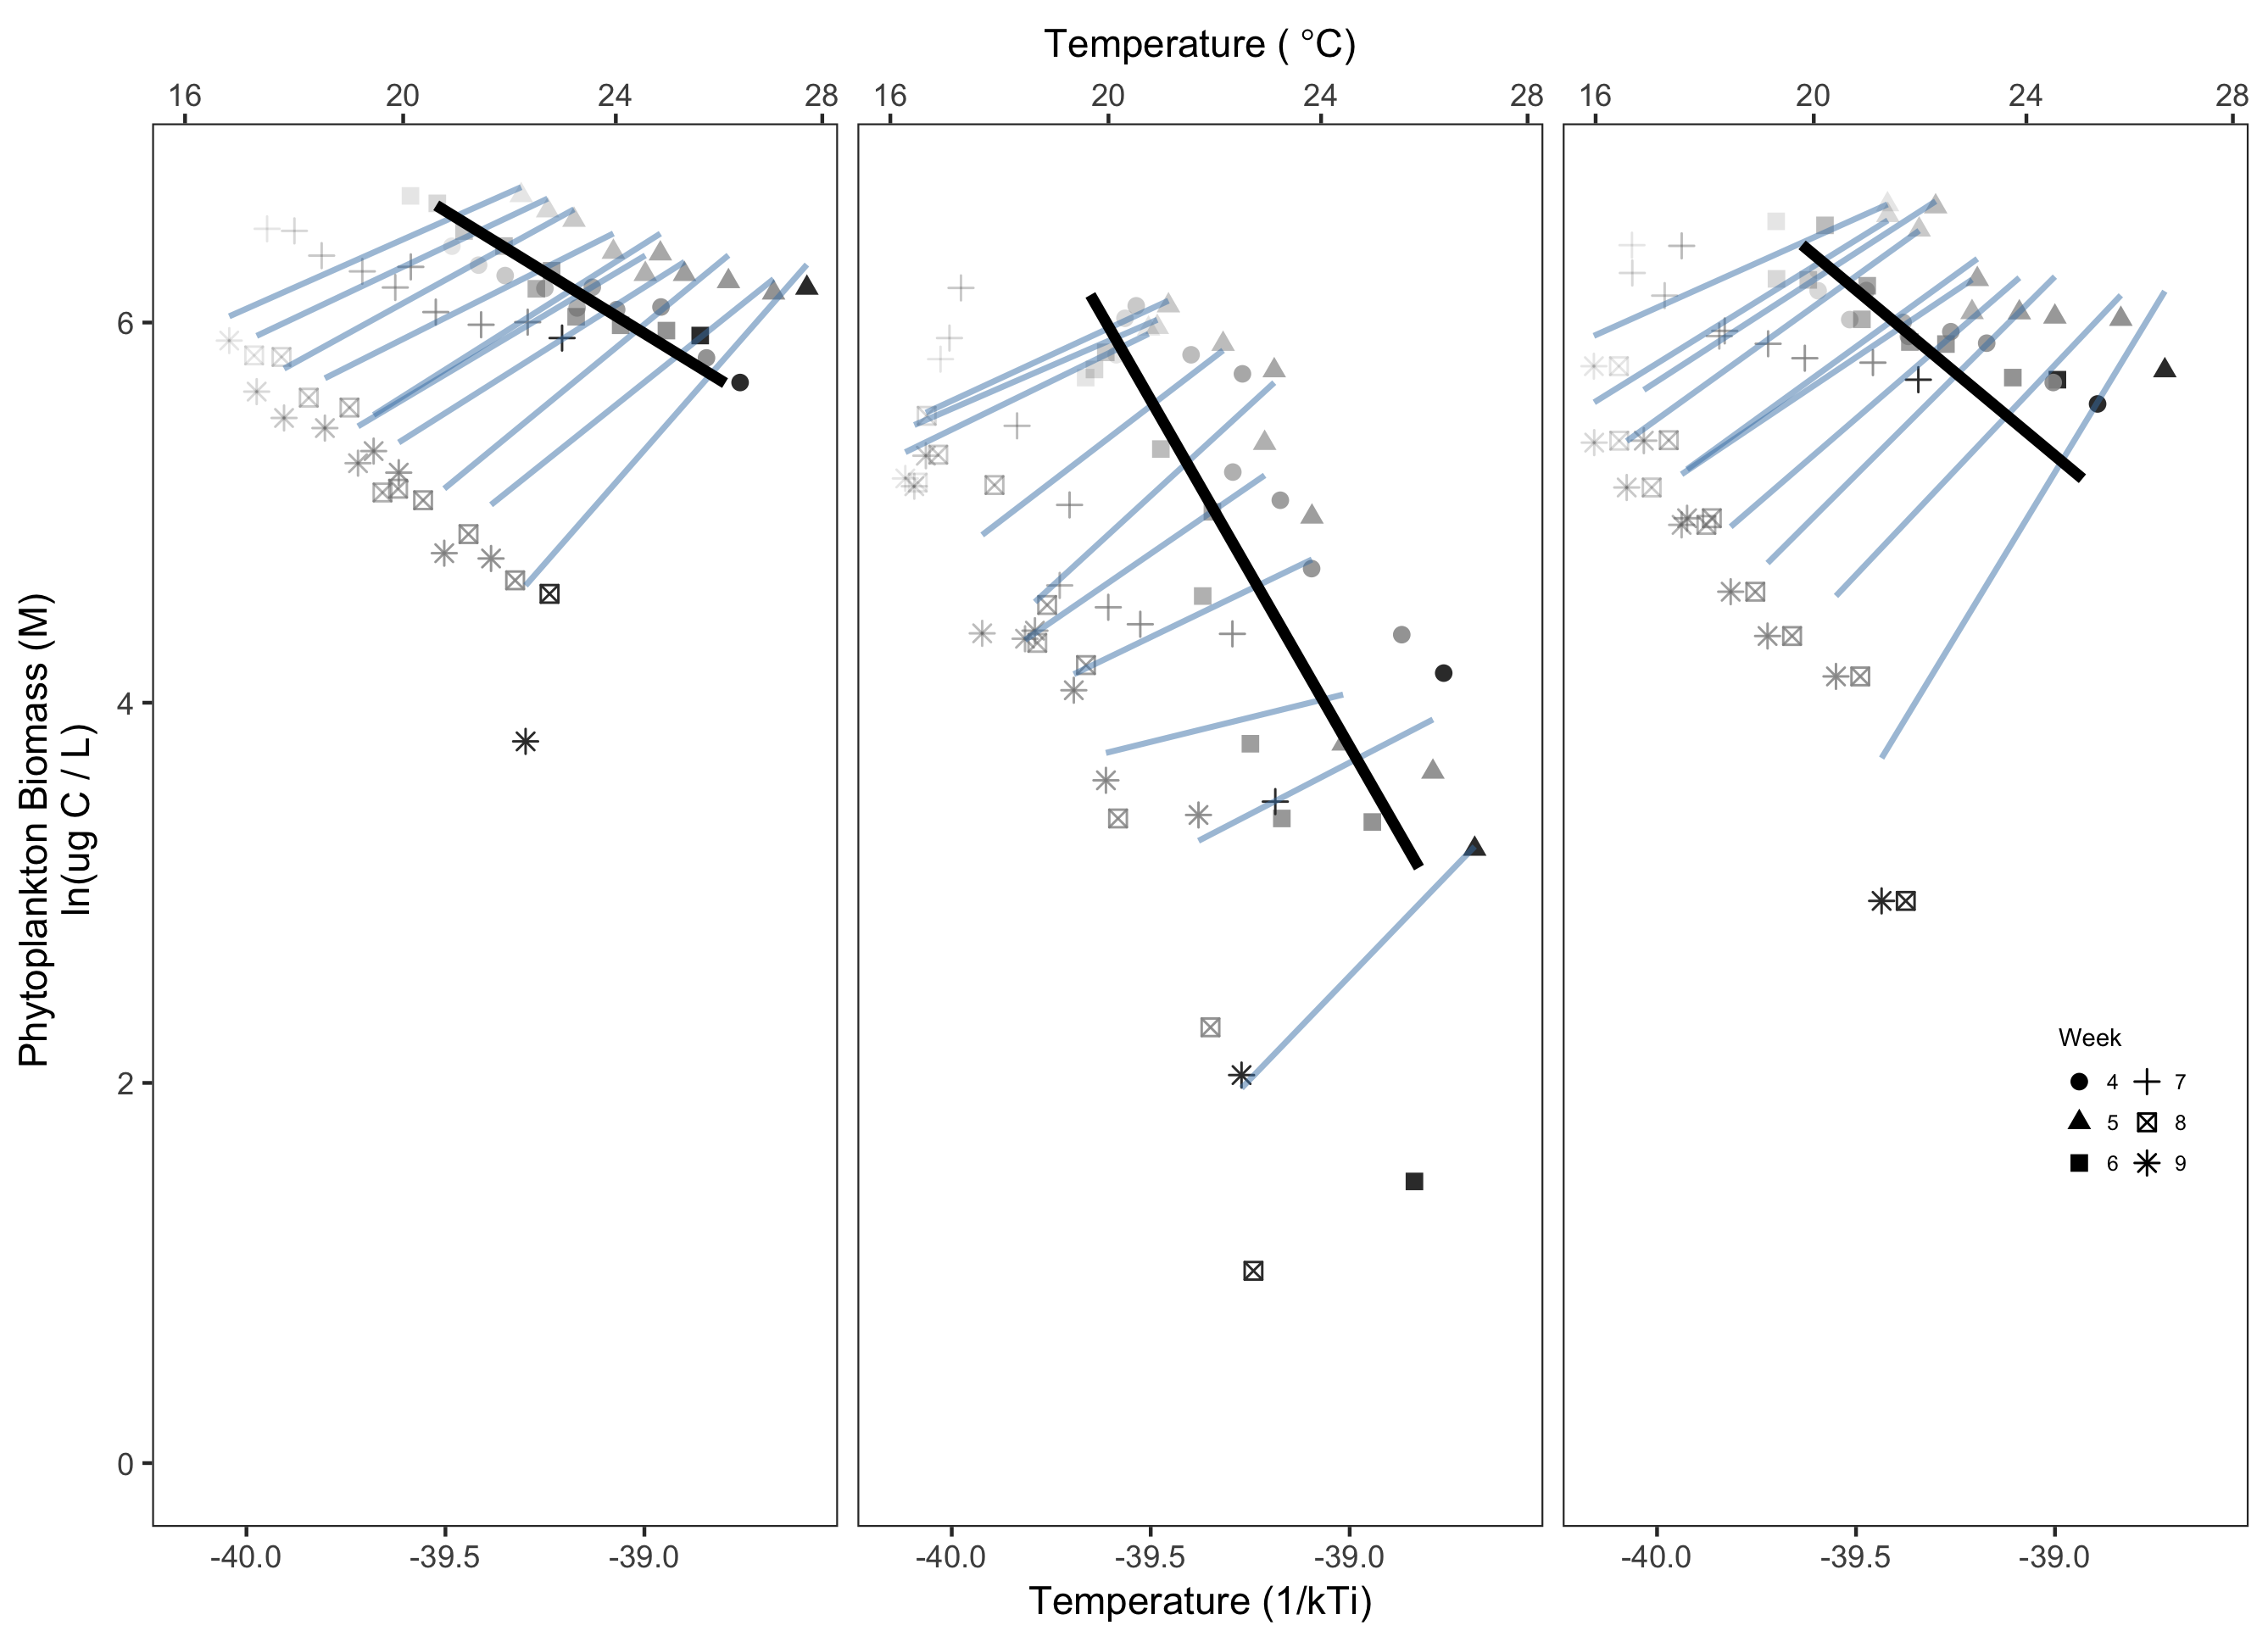 Temperature ( °C)
16 20 24 28 16 20 24 28 16 20 24 28
Phytoplankton Biomass (M)
ln(ug C / L)
6
4
2
0
Week
4 7
5 8
6 9
-40.0 -39.5 -39.0 -40.0 -39.5 -39.0 -40.0 -39.5 -39.0
Temperature (1/kTi)